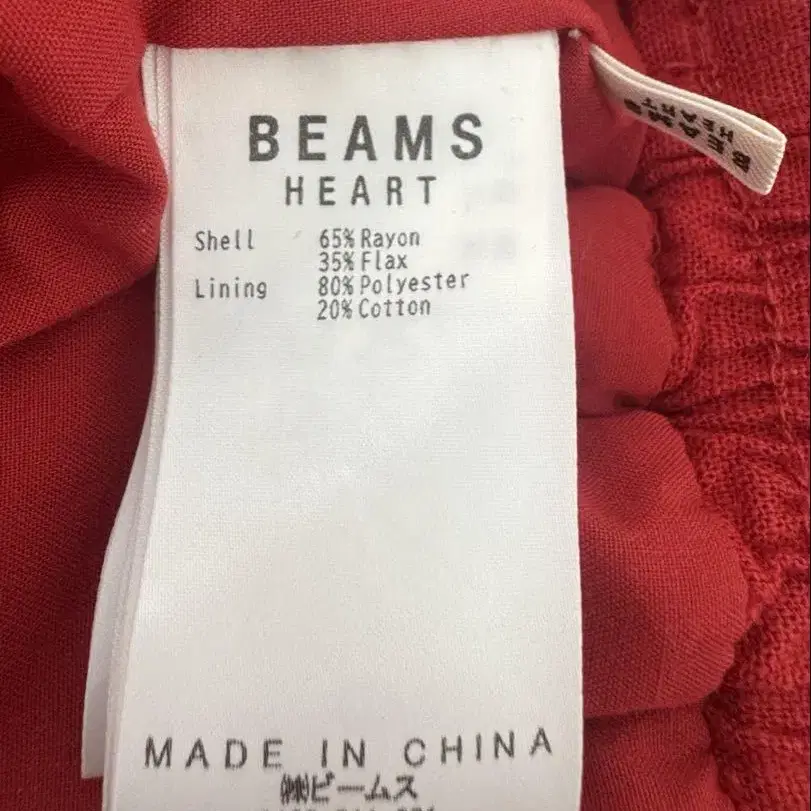 BEAMS
HEART
Shell 65% Rayon
35% Flax
Lining 80% Polyester
20% Cotton
MADE IN CHINA
㈱ビームス